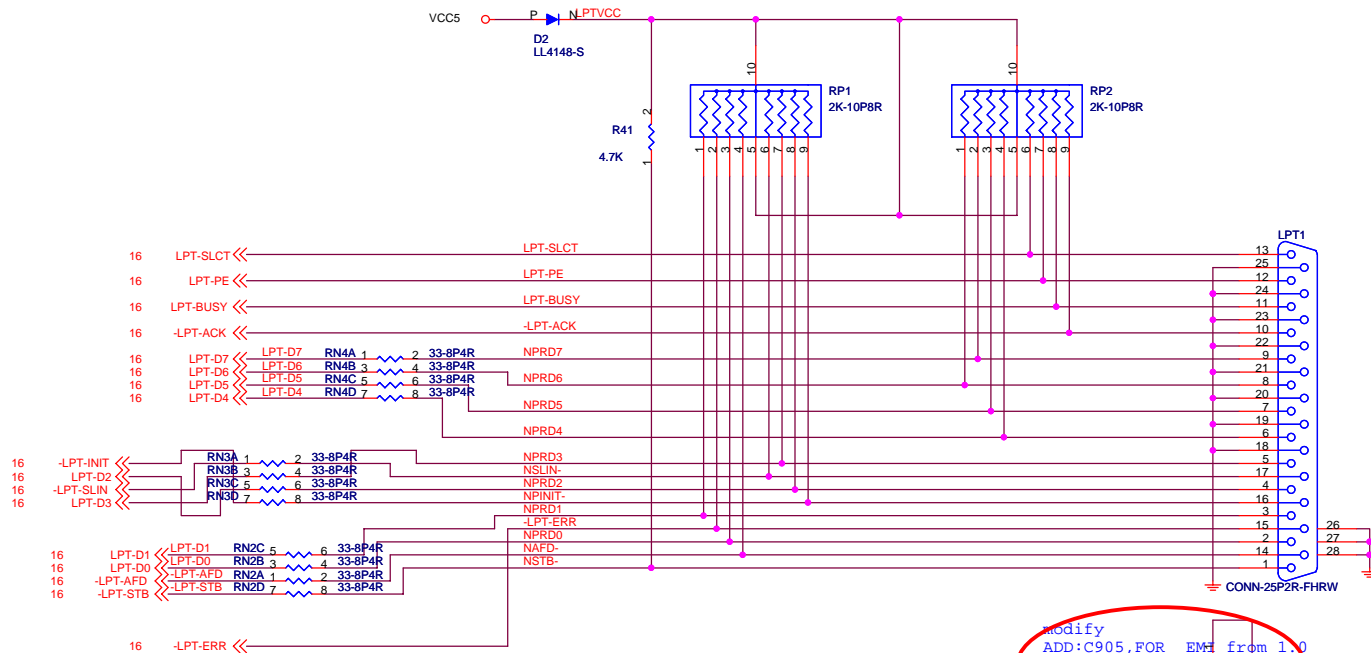 VCC5 P N LPTVCC
D2
LL4148-S
10 10
RP1
2K-10P8R
RP2
2K-10P8R
2
R41
4.7K
1
1 2 3 4 5 6 7 8 9
1 2 3 4 5 6 7 8 9
LPT1
16 LPT-SLCT LPT-SLCT 13
25
16 LPT-PE LPT-PE 12
24
16 LPT-BUSY LPT-BUSY 11
23
16 -LPT-ACK -LPT-ACK 10
22
16 LPT-D7 LPT-D7 RN4A 1 2 33-8P4R NPRD7 9
16 LPT-D6 LPT-D6 RN4B 3 4 33-8P4R 21
16 LPT-D5 LPT-D5 RN4C 5 6 33-8P4R NPRD6 8
16 LPT-D4 LPT-D4 RN4D 7 8 33-8P4R 20
NPRD5 7
19
NPRD4 6
18
16 -LPT-INIT RN3A 1 2 33-8P4R NPRD3 5
16 LPT-D2 RN3B 3 4 33-8P4R NSLIN- 17
16 -LPT-SLIN RN3C 5 6 33-8P4R NPRD2 4
16 LPT-D3 RN3D 7 8 33-8P4R NPINIT- 16
NPRD1 3
-LPT-ERR 15 26
NPRD0 2 27
16 LPT-D1 LPT-D1 RN2C 5 6 33-8P4R NAFD- 14 28
16 LPT-D0 LPT-D0 RN2B 3 4 33-8P4R NSTB- 1
16 -LPT-AFD -LPT-AFD RN2A 1 2 33-8P4R
16 -LPT-STB -LPT-STB RN2D 7 8 33-8P4R
CONN-25P2R-FHRW
16 -LPT-ERR
modify
ADD:C905,FOR EMI from 1.0